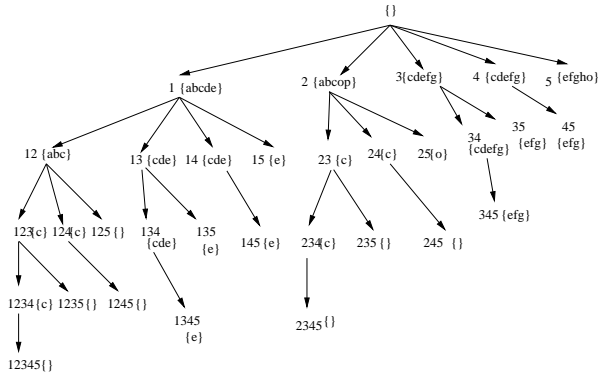 {}
1 {abcde}
2 {abcop}
3{cdefg}
4 {cdefg}
5 {efgho}
12 {abc}
13 {cde}
14 {cde}
15 {e}
23 {c}
24{c}
25{o}
34 {cdefg}
35 {efg}
45 {efg}
123{c}
124{c}
125{}
134 {cde}
135 {e}
145 {e}
234{c}
235 {}
245 {}
345 {efg}
1234 {c}
1235 {}
1245 {}
1345 {e}
2345 {}
12345{}